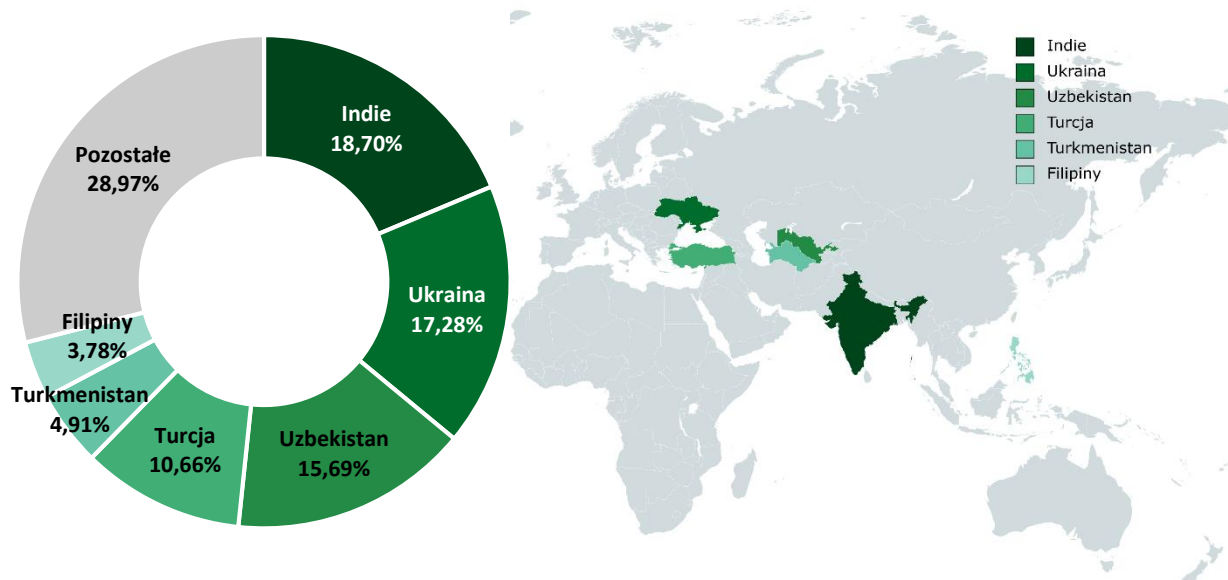 Indie
18,70%
Ukraina
17,28%
Uzbekistan
15,69%
Turcja
10,66%
Turkmenistan
4,91%
Filipiny
3,78%
Pozostałe
28,97%
Indie
Ukraina
Uzbekistan
Turcja
Turkmenistan
Filipiny